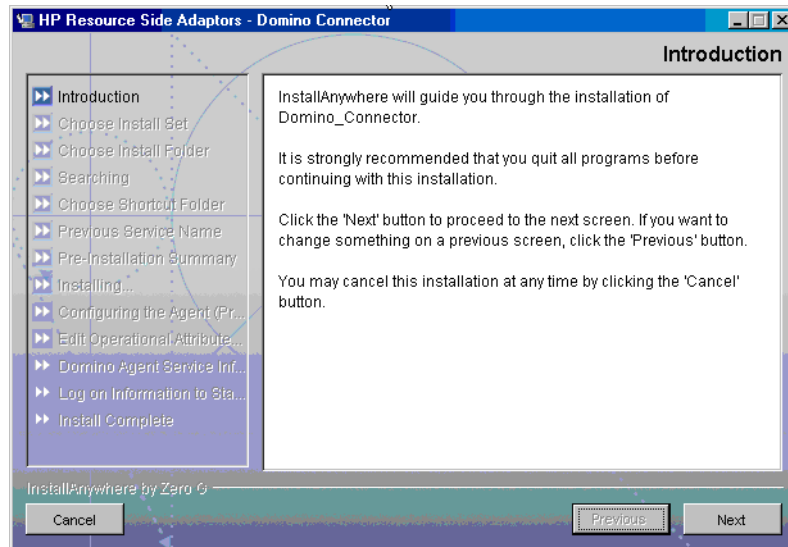 HP Resource Side Adaptors - Domino Connector
Introduction
Introduction
Choose Install Set
Choose Install Folder
Searching
Choose Shortcut Folder
Previous Service Name
Pre-Installation Summary
Installing...
Configuring the Agent (Pr...
Edit Operational Attribute...
Domino Agent Service Inf...
Log on Information to Sta...
Install Complete
InstallAnywhere will guide you through the installation of
Domino_Connector.
It is strongly recommended that you quit all programs before
continuing with this installation.
Click the 'Next' button to proceed to the next screen. If you want to
change something on a previous screen, click the 'Previous' button.
You may cancel this installation at any time by clicking the 'Cancel'
button.
InstallAnywhere by Zero G
Cancel
Previous
Next